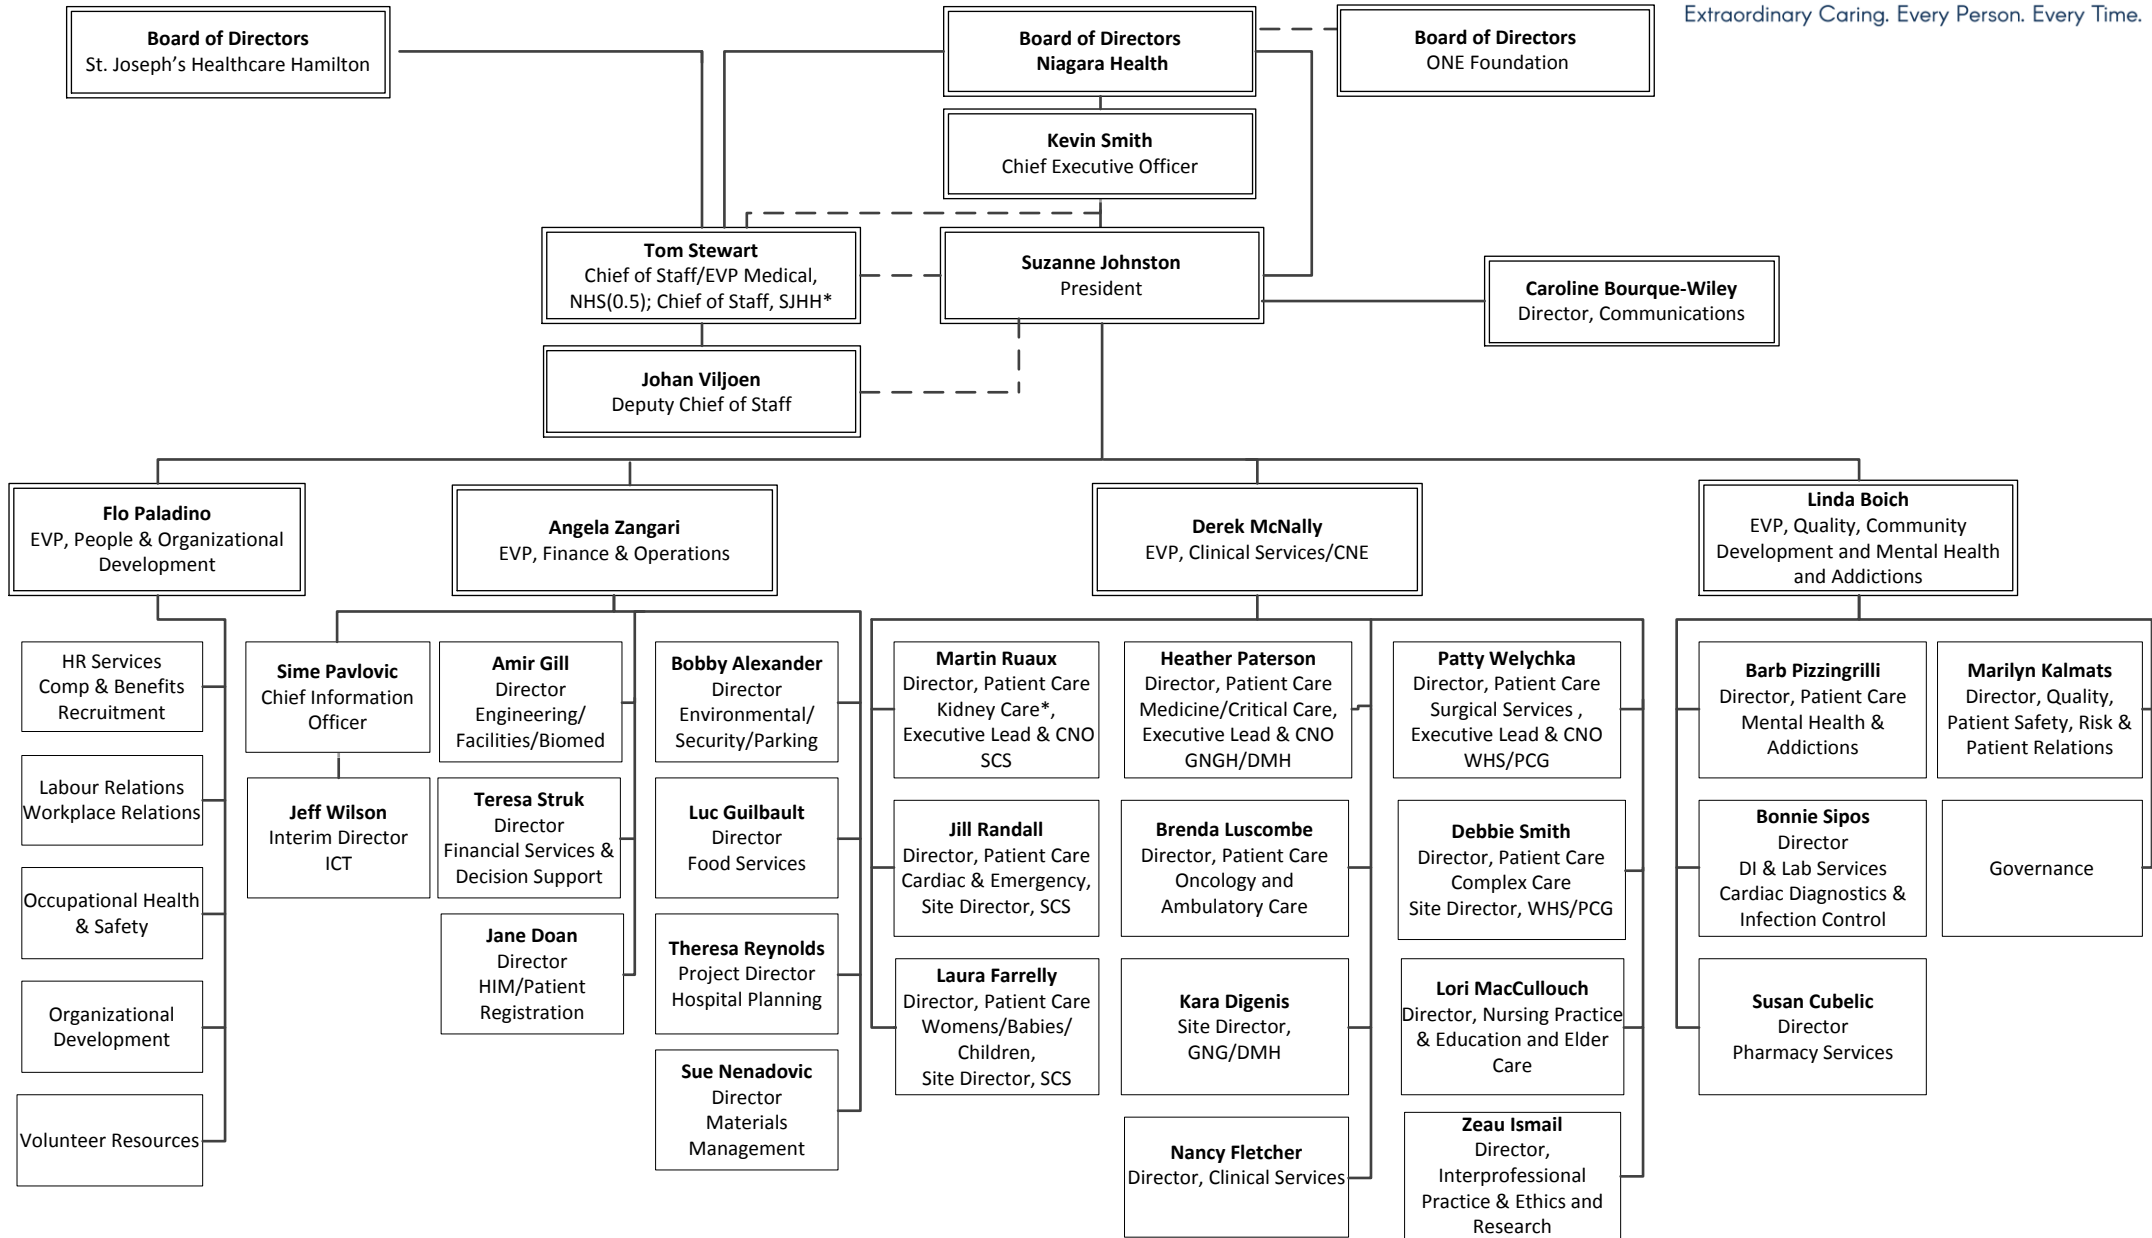 Extraordinary Caring. Every Person. Every Time.
Board of Directors
St. Joseph's Healthcare Hamilton
Board of Directors
Niagara Health
Board of Directors
ONE Foundation
Kevin Smith
Chief Executive Officer
Tom Stewart
Chief of Staff/EVP Medical,
NHS(0.5); Chief of Staff, SJHH*
Suzanne Johnston
President
Caroline Bourque-Wiley
Director, Communications
Johan Viljoen
Deputy Chief of Staff
Flo Paladino
EVP, People & Organizational
Development
Angela Zangari
EVP, Finance & Operations
Derek McNally
EVP, Clinical Services/CNE
Linda Boich
EVP, Quality, Community
Development and Mental Health
and Addictions
HR Services
Comp & Benefits
Recruitment
Labour Relations
Workplace Relations
Occupational Health
& Safety
Organizational
Development
Volunteer Resources
Sime Pavlovic
Chief Information
Officer
Jeff Wilson
Interim Director
ICT
Amir Gill
Director
Engineering/
Facilities/Biomed
Teresa Struk
Director
Financial Services &
Decision Support
Jane Doan
Director
HIM/Patient
Registration
Bobby Alexander
Director
Environmental/
Security/Parking
Luc Guilbault
Director
Food Services
Theresa Reynolds
Project Director
Hospital Planning
Sue Nenadovic
Director
Materials
Management
Martin Ruaux
Director, Patient Care
Kidney Care*,
Executive Lead & CNO
SCS
Jill Randall
Director, Patient Care
Cardiac & Emergency,
Site Director, SCS
Laura Farrelly
Director, Patient Care
Womens/Babies/
Children,
Site Director, SCS
Heather Paterson
Director, Patient Care
Medicine/Critical Care,
Executive Lead & CNO
GNGH/DMH
Brenda Luscombe
Director, Patient Care
Oncology and
Ambulatory Care
Kara Digenis
Site Director,
GNG/DMH
Nancy Fletcher
Director, Clinical Services
Patty Welychka
Director, Patient Care
Surgical Services ,
Executive Lead & CNO
WHS/PCG
Debbie Smith
Director, Patient Care
Complex Care
Site Director, WHS/PCG
Lori MacCullouch
Director, Nursing Practice
& Education and Elder
Care
Zeau Ismail
Director,
Interprofessional
Practice & Ethics and
Research
Barb Pizzingrilli
Director, Patient Care
Mental Health &
Addictions
Bonnie Sipos
Director
DI & Lab Services
Cardiac Diagnostics &
Infection Control
Susan Cubelic
Director
Pharmacy Services
Marilyn Kalmats
Director, Quality,
Patient Safety, Risk &
Patient Relations
Governance